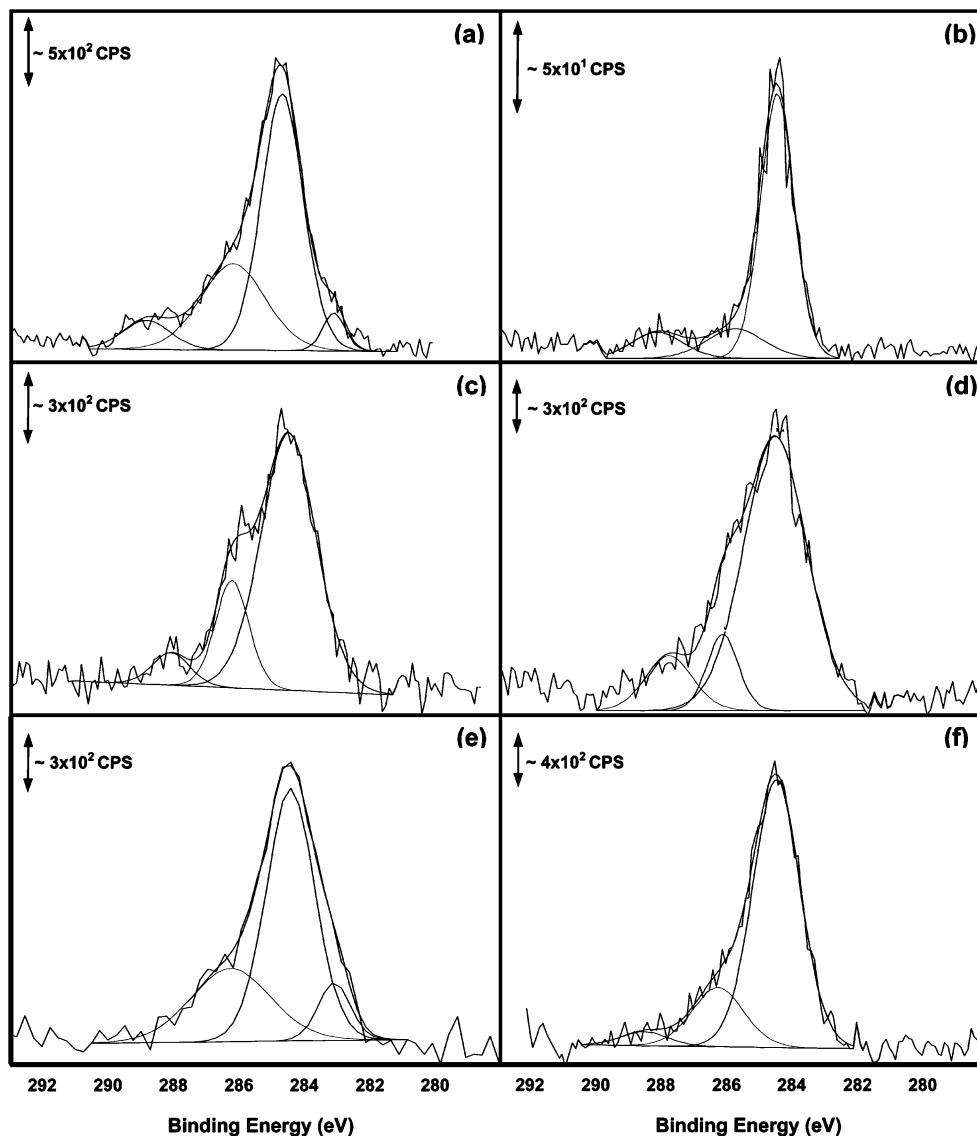 (a)
~ 5x10² CPS
(b)
~ 5x10¹ CPS
(c)
~ 3x10² CPS
(d)
~ 3x10² CPS
(e)
~ 3x10² CPS
(f)
~ 4x10² CPS
292 290 288 286 284 282 280
292 290 288 286 284 282 280
Binding Energy (eV)
Binding Energy (eV)